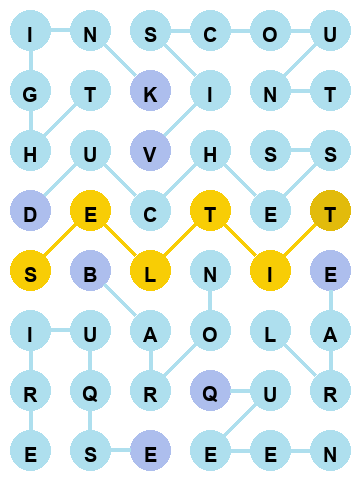 I N S C O U
G T K I N T
H U V H S S
D E C T E T
S B L N I E
I U A O L A
R Q R Q U R
E S E E E N